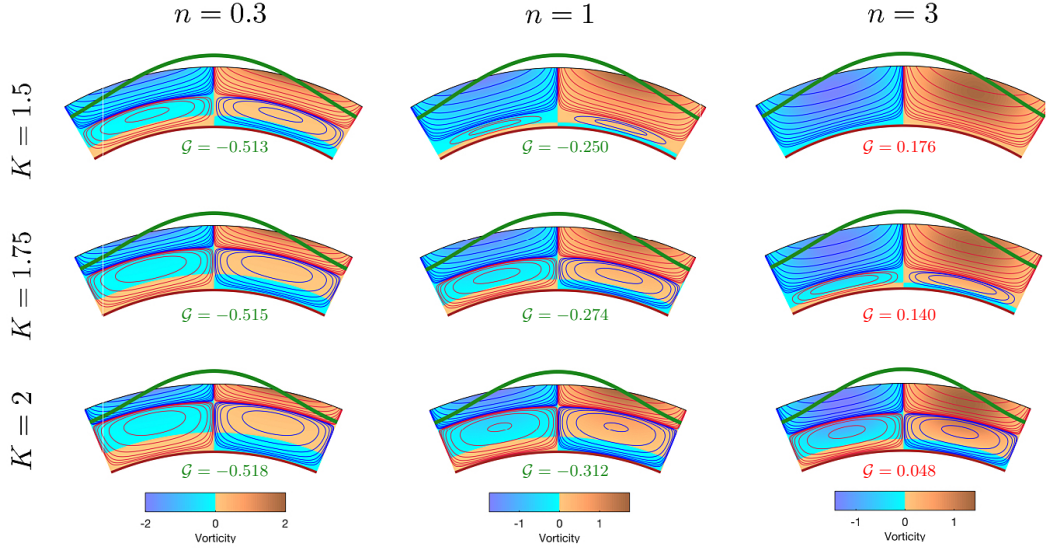 n = 0.3 n = 1 n = 3
K = 1.5
𝒢 = −0.513 𝒢 = −0.250 𝒢 = 0.176
K = 1.75
𝒢 = −0.515 𝒢 = −0.274 𝒢 = 0.140
K = 2
𝒢 = −0.518 𝒢 = −0.312 𝒢 = 0.048
-2 0 2 -1 0 1 -1 0 1
Vorticity Vorticity Vorticity